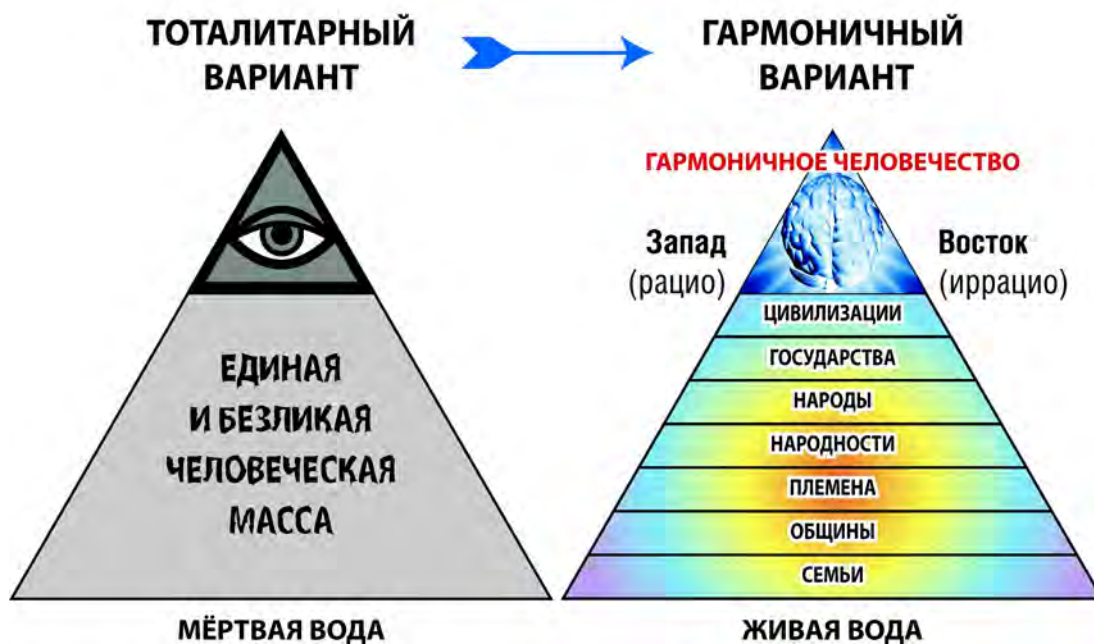 ТОТАЛИТАРНЫЙ
ВАРИАНТ
ГАРМОНИЧНЫЙ
ВАРИАНТ
ГАРМОНИЧНОЕ ЧЕЛОВЕЧЕСТВО
Запад
(рацио)
Восток
(иррацио)
ЕДИНАЯ
И БЕЗЛИКАЯ
ЧЕЛОВЕЧЕСКАЯ
МАССА
ЦИВИЛИЗАЦИИ
ГОСУДАРСТВА
НАРОДЫ
НАРОДНОСТИ
ПЛЕМЕНА
ОБЩИНЫ
СЕМЬИ
МЁРТВАЯ ВОДА
ЖИВАЯ ВОДА